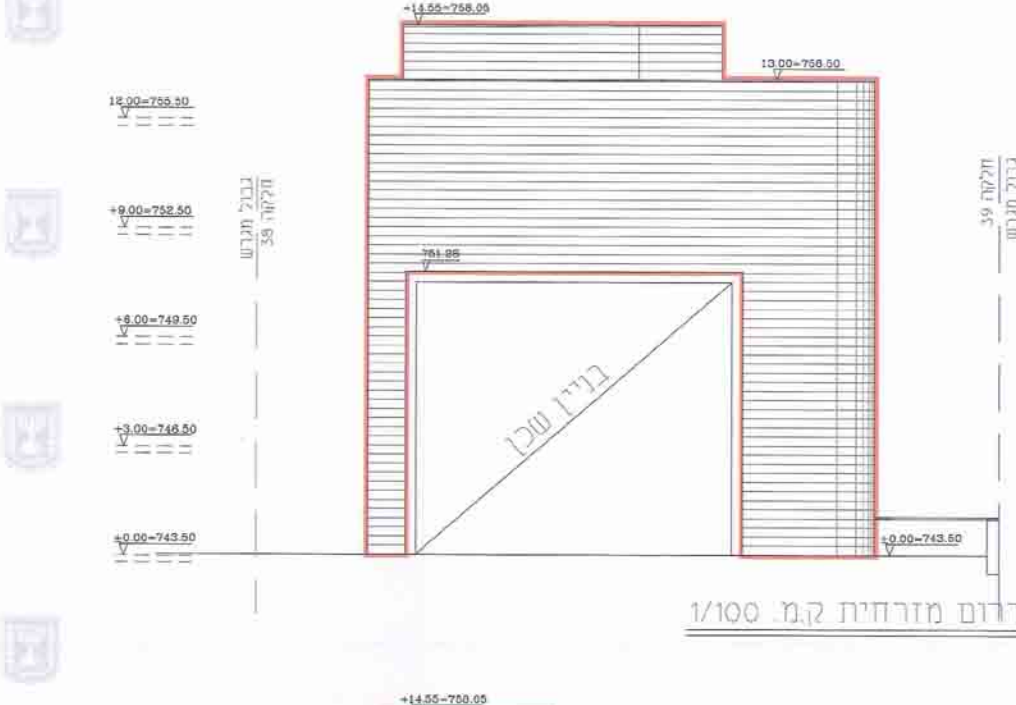 +14.55=758.05
13.00=756.50
12.00=755.50
גבול מגרש
חלקה 38
חלקה 39
גבול מגרש
+9.00=752.50
751.25
+6.00=749.50
בניין שכן
+3.00=746.50
±0.00=743.50
±0.00=743.50
מזרחית ק.מ. 1/100
+14.55=758.05